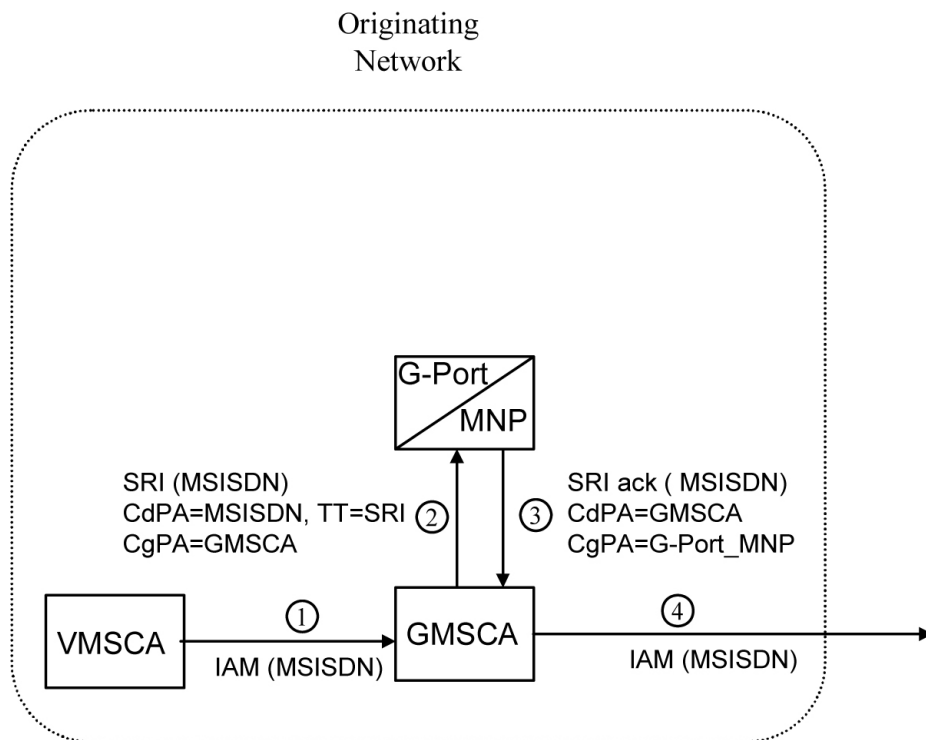 Originating
Network
G-Port
MNP
SRI (MSISDN)
CdPA=MSISDN, TT=SRI
CgPA=GMSCA
2
3
SRI ack ( MSISDN)
CdPA=GMSCA
CgPA=G-Port_MNP
VMSCA
1
IAM (MSISDN)
GMSCA
4
IAM (MSISDN)